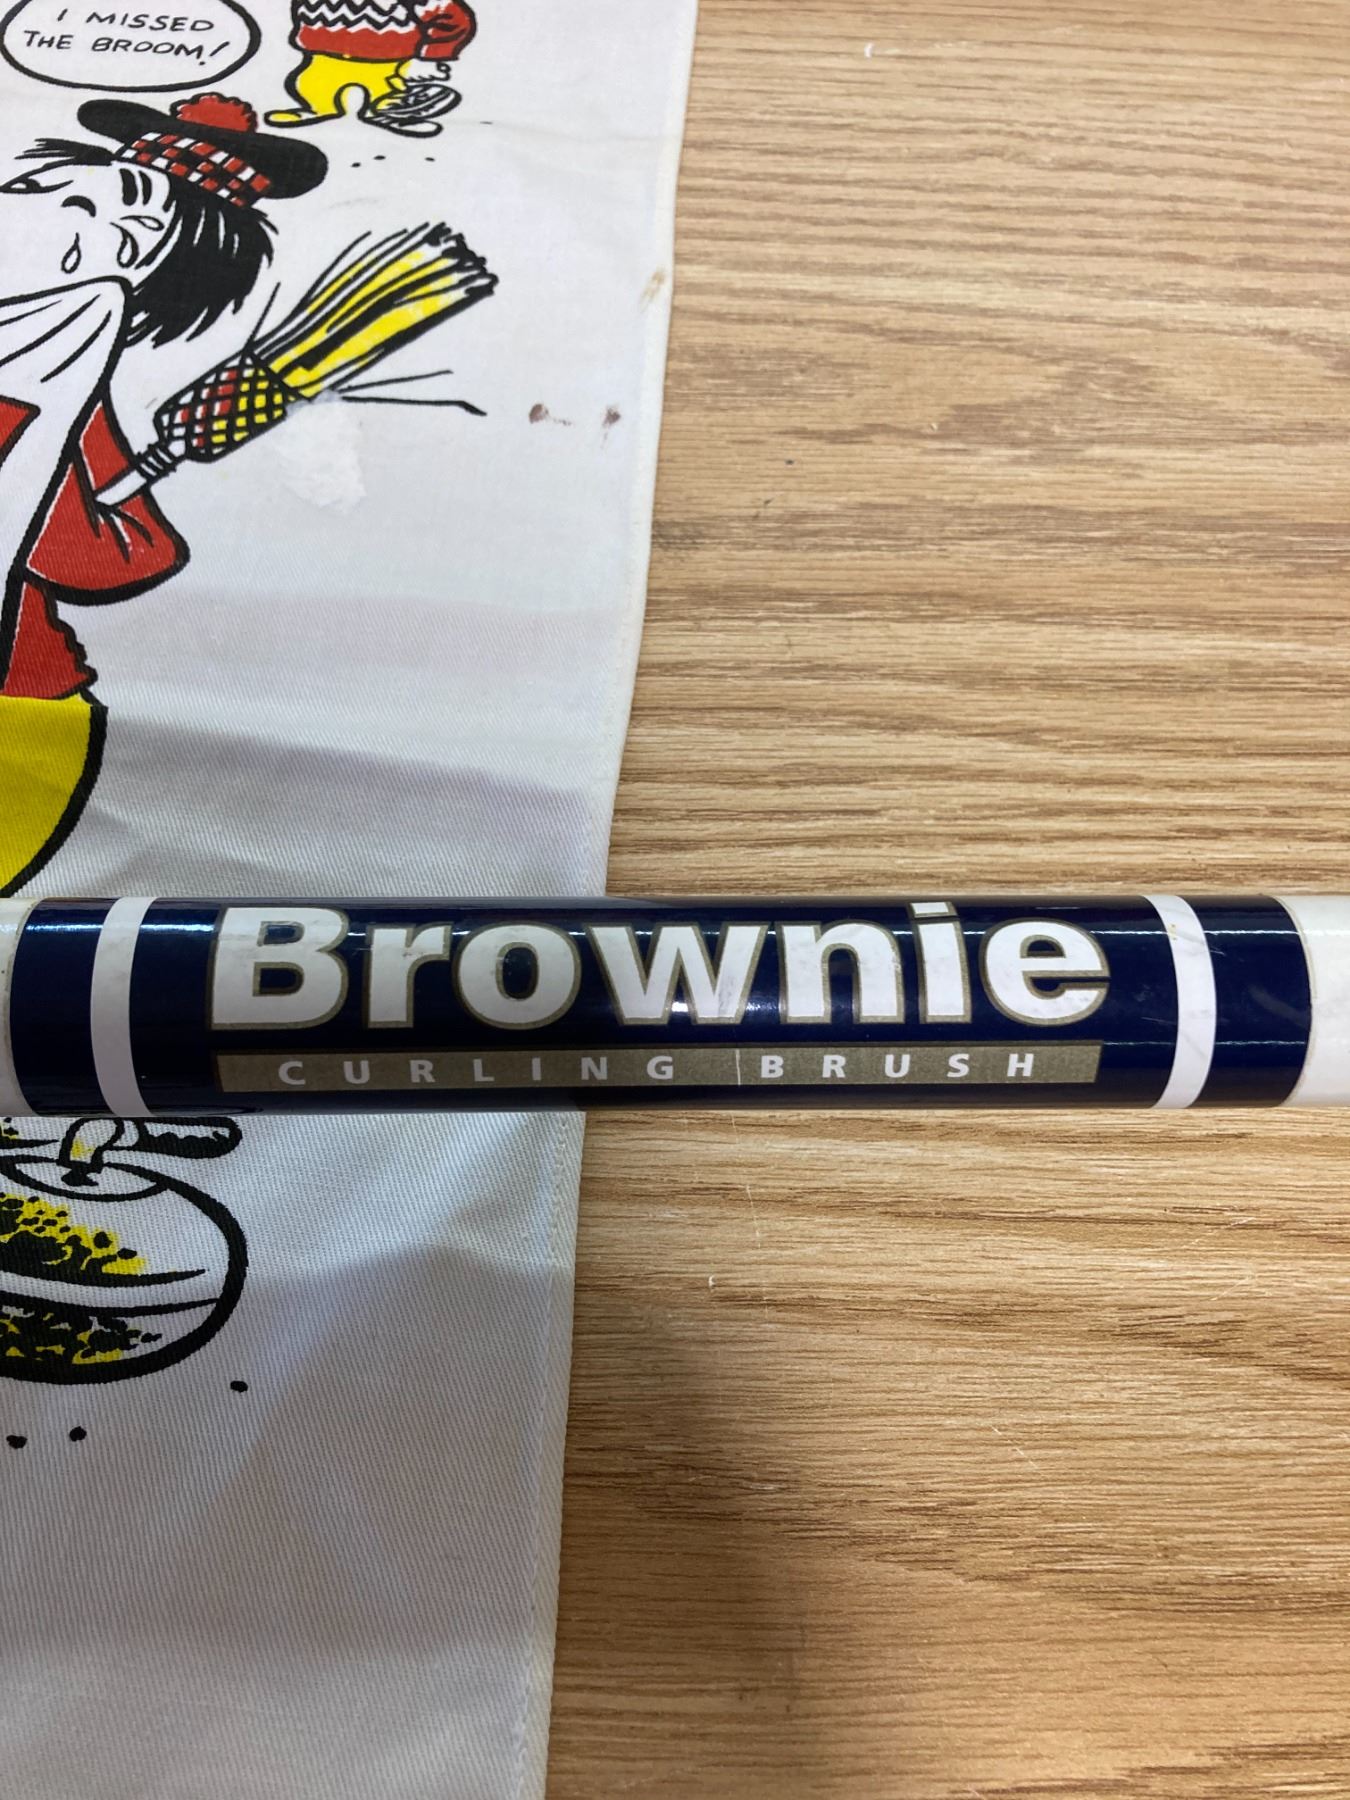 I MISSED
THE BROOM!
Brownie
CURLING BRUSH